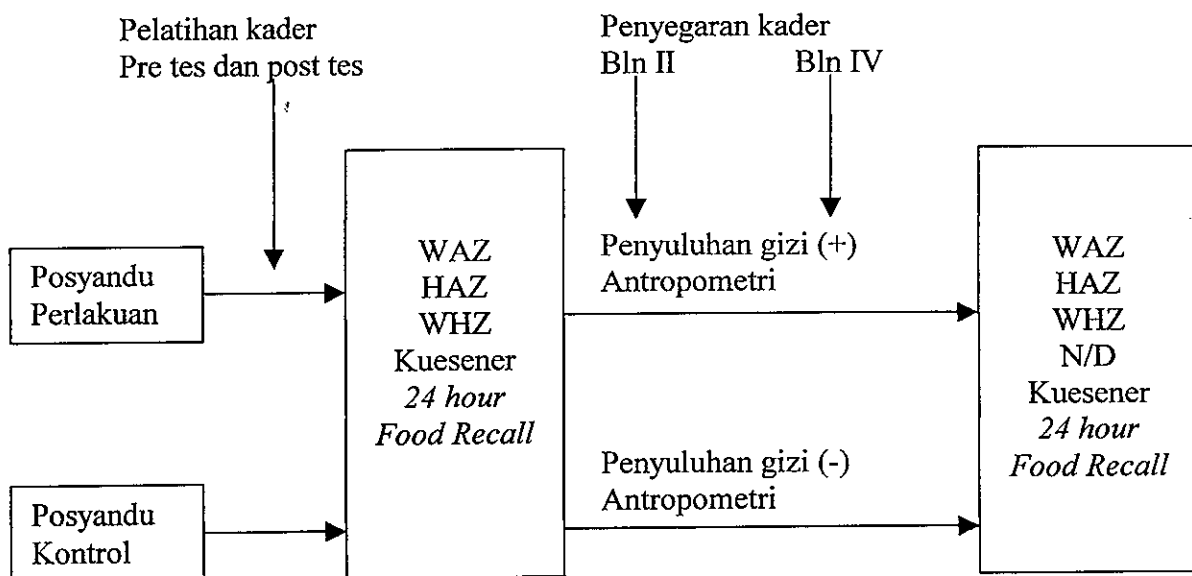 Pelatihan kader
Pre tes dan post tes
Penyegaran kader
Bln II Bln IV
Posyandu
Perlakuan
WAZ
HAZ
WHZ
Kuesener
24 hour
Food Recall
Penyuluhan gizi (+)
Antropometri
WAZ
HAZ
WHZ
N/D
Kuesener
24 hour
Food Recall
Posyandu
Kontrol
Penyuluhan gizi (-)
Antropometri